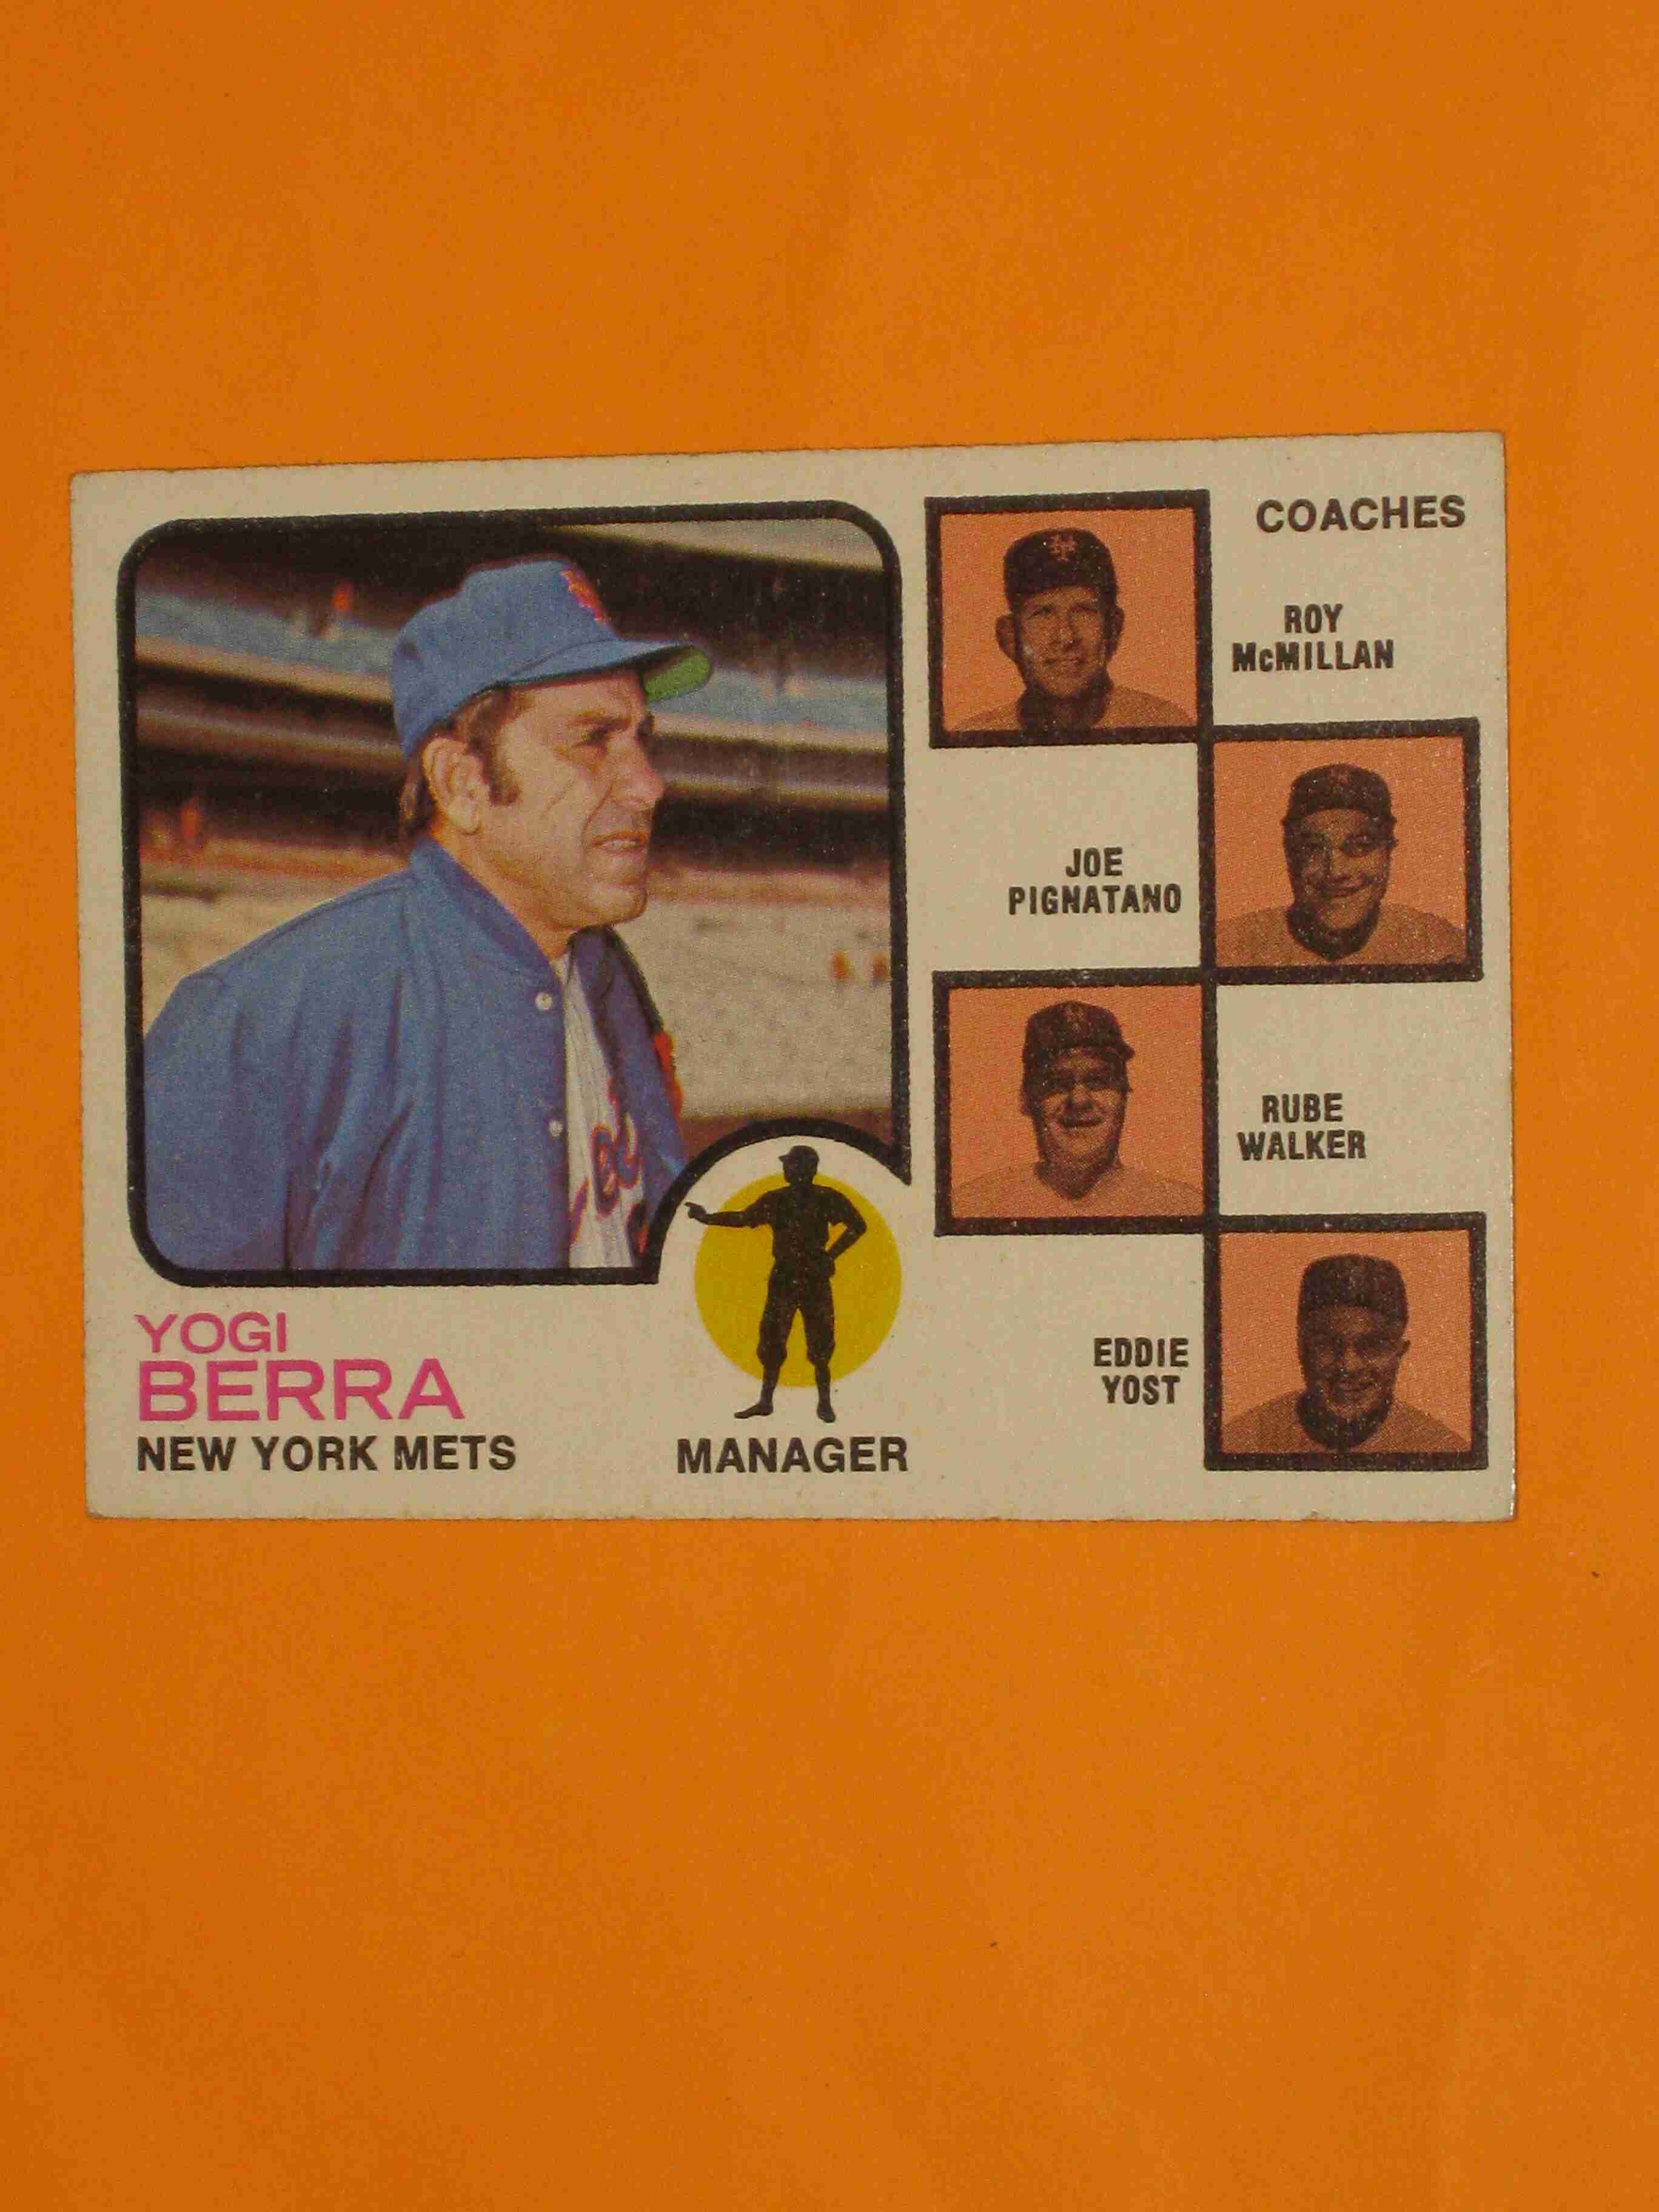 COACHES
ROY
McMILLAN
JOE
PIGNATANO
RUBE
WALKER
EDDIE
YOST
YOGI
BERRA
NEW YORK METS
MANAGER